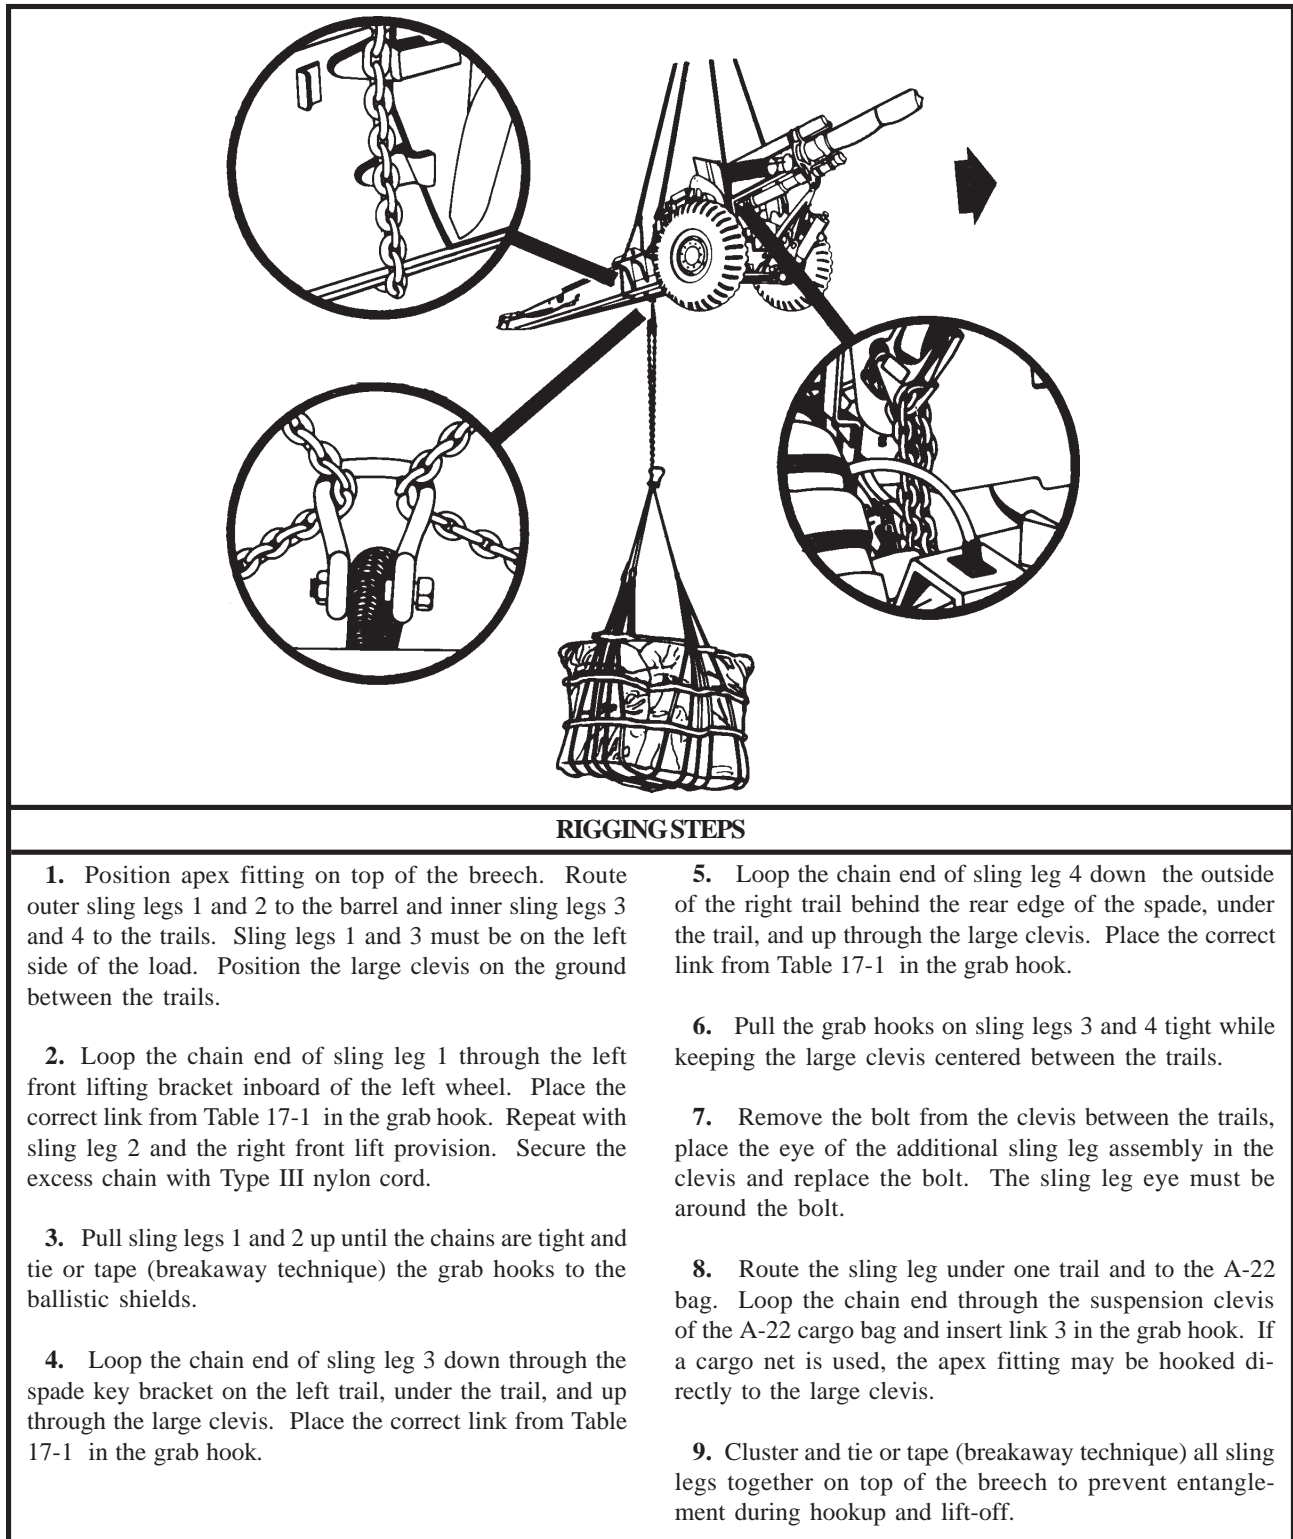 RIGGING STEPS
1. Position apex fitting on top of the breech. Route
outer sling legs 1 and 2 to the barrel and inner sling legs 3
and 4 to the trails. Sling legs 1 and 3 must be on the left
side of the load. Position the large clevis on the ground
between the trails.
2. Loop the chain end of sling leg 1 through the left
front lifting bracket inboard of the left wheel. Place the
correct link from Table 17-1 in the grab hook. Repeat with
sling leg 2 and the right front lift provision. Secure the
excess chain with Type III nylon cord.
3. Pull sling legs 1 and 2 up until the chains are tight and
tie or tape (breakaway technique) the grab hooks to the
ballistic shields.
4. Loop the chain end of sling leg 3 down through the
spade key bracket on the left trail, under the trail, and up
through the large clevis. Place the correct link from Table
17-1 in the grab hook.
5. Loop the chain end of sling leg 4 down the outside
of the right trail behind the rear edge of the spade, under
the trail, and up through the large clevis. Place the correct
link from Table 17-1 in the grab hook.
6. Pull the grab hooks on sling legs 3 and 4 tight while
keeping the large clevis centered between the trails.
7. Remove the bolt from the clevis between the trails,
place the eye of the additional sling leg assembly in the
clevis and replace the bolt. The sling leg eye must be
around the bolt.
8. Route the sling leg under one trail and to the A-22
bag. Loop the chain end through the suspension clevis
of the A-22 cargo bag and insert link 3 in the grab hook. If
a cargo net is used, the apex fitting may be hooked di-
rectly to the large clevis.
9. Cluster and tie or tape (breakaway technique) all sling
legs together on top of the breech to prevent entangle-
ment during hookup and lift-off.